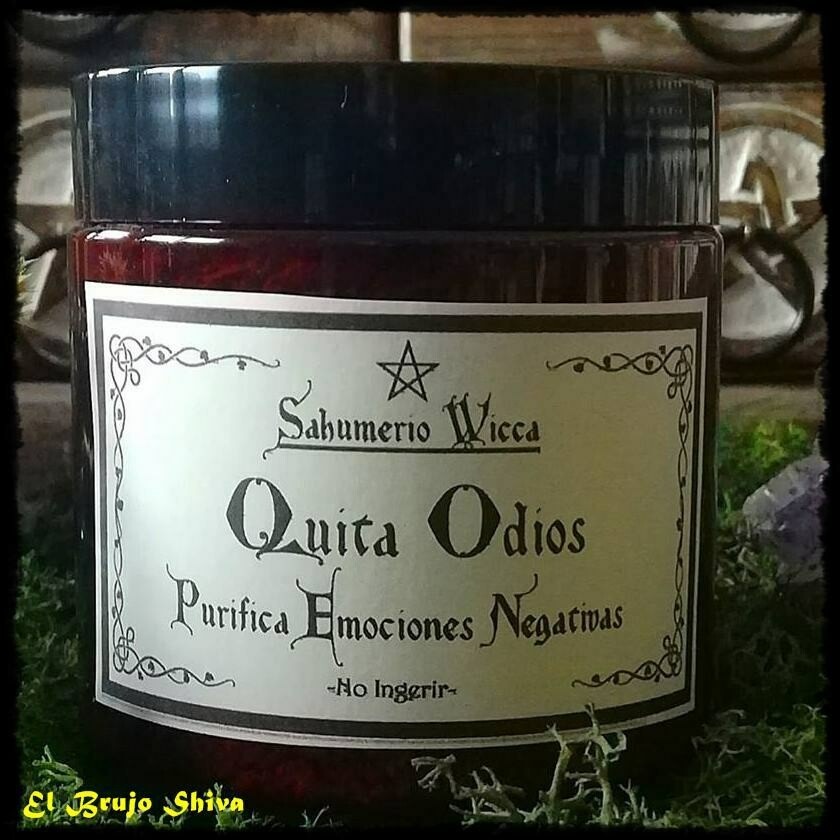 Sahumerio Wicca
Quita Odios
Purifica Emociones Negativas
-No Ingerir-
El Brujo Shiva